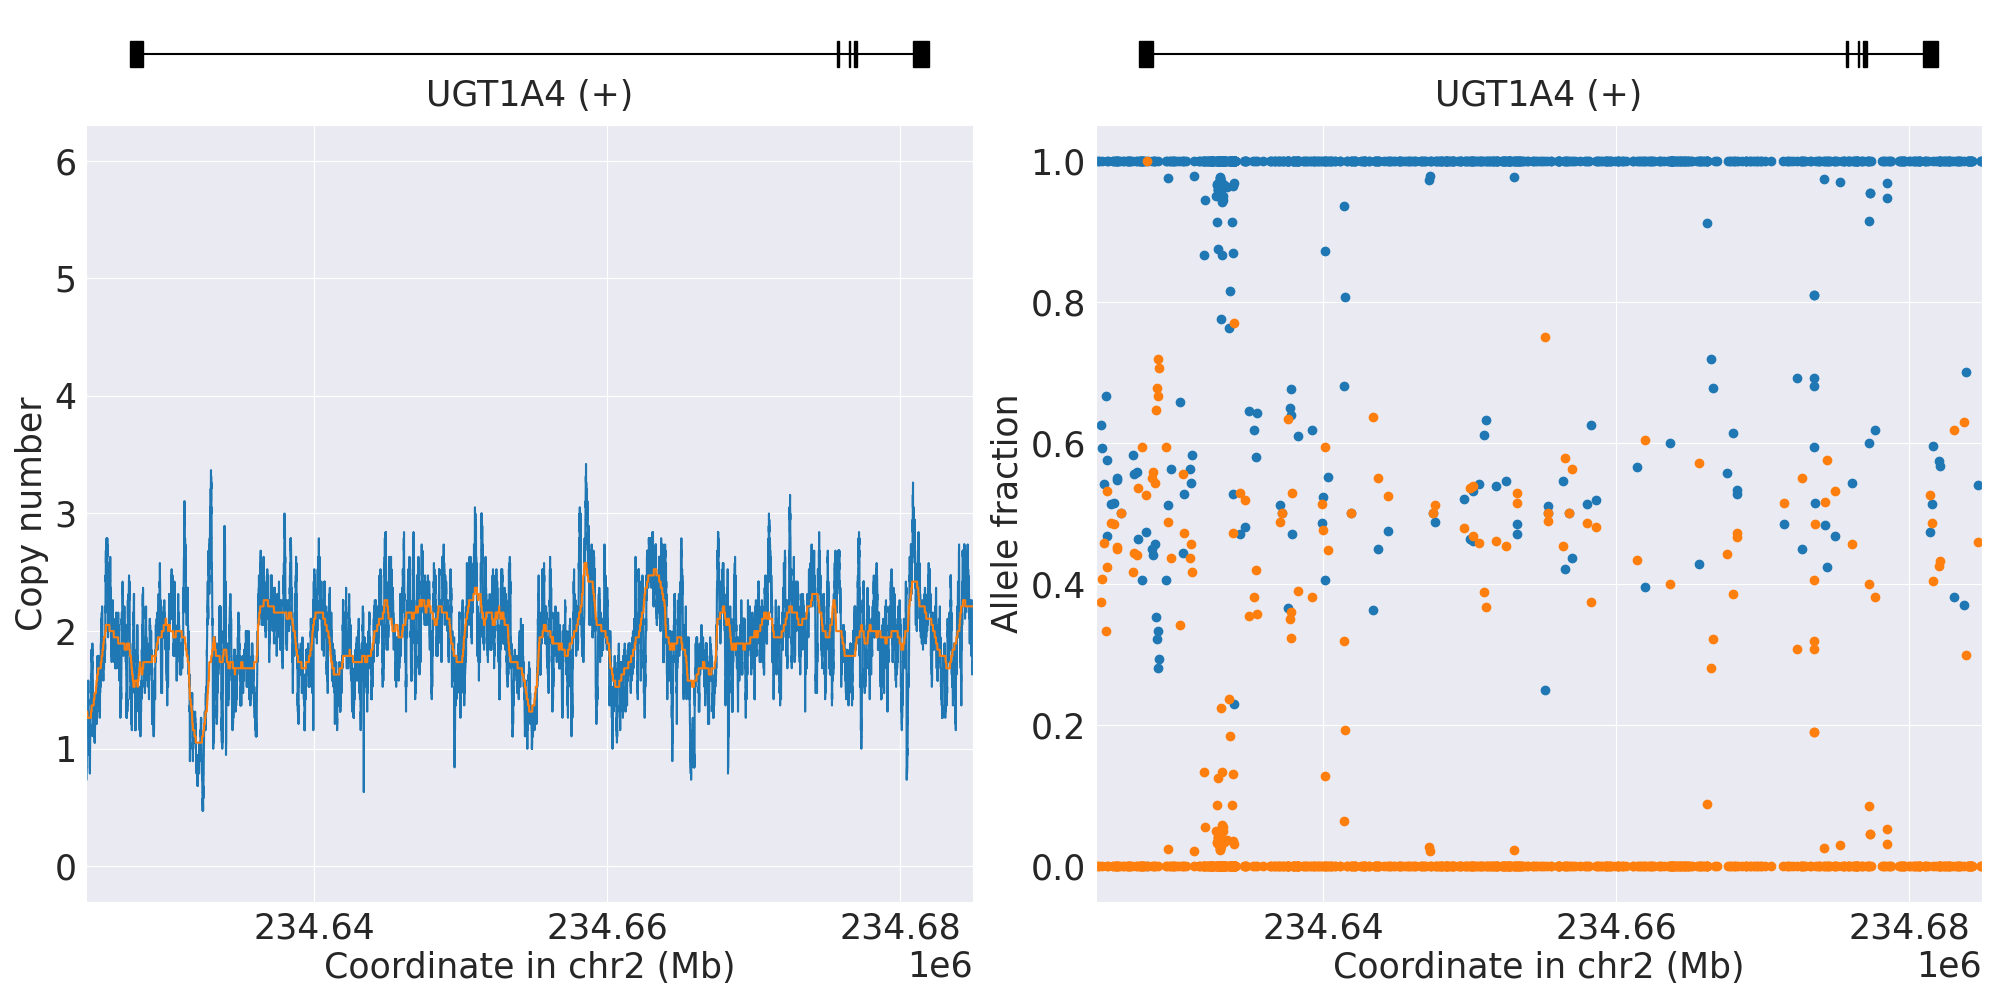 UGT1A4 (+)
6
5
4
3
2
1
0
Copy number
234.64 234.66 234.68
1e6
Coordinate in chr2 (Mb)
UGT1A4 (+)
1.0
0.8
0.6
0.4
0.2
0.0
Allele fraction
234.64 234.66 234.68
1e6
Coordinate in chr2 (Mb)